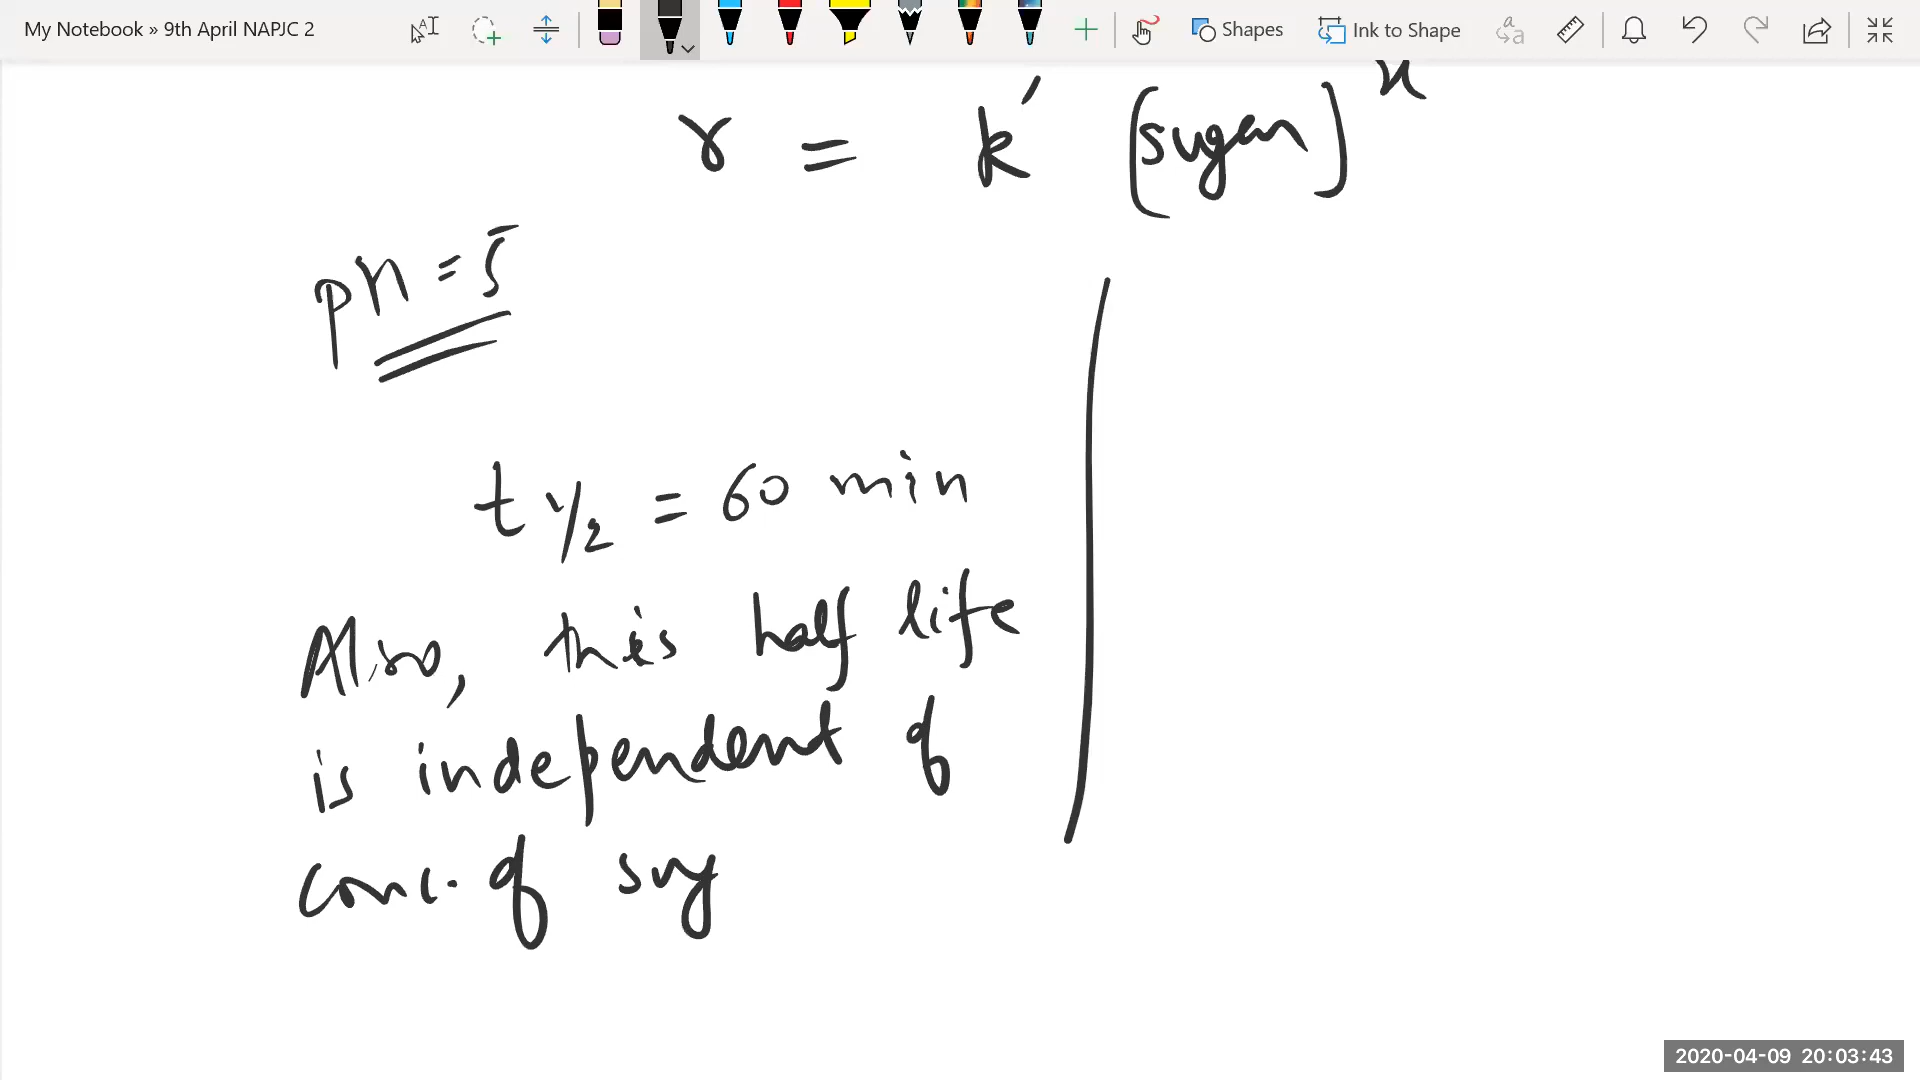 My Notebook » 9th April NAPJC 2
Shapes
Ink to Shape
r = k' (sugar)^x
pH = 5
t 1/2 = 60 min
Also, this half life
is independent of
conc. of sug
2020-04-09 20:03:43